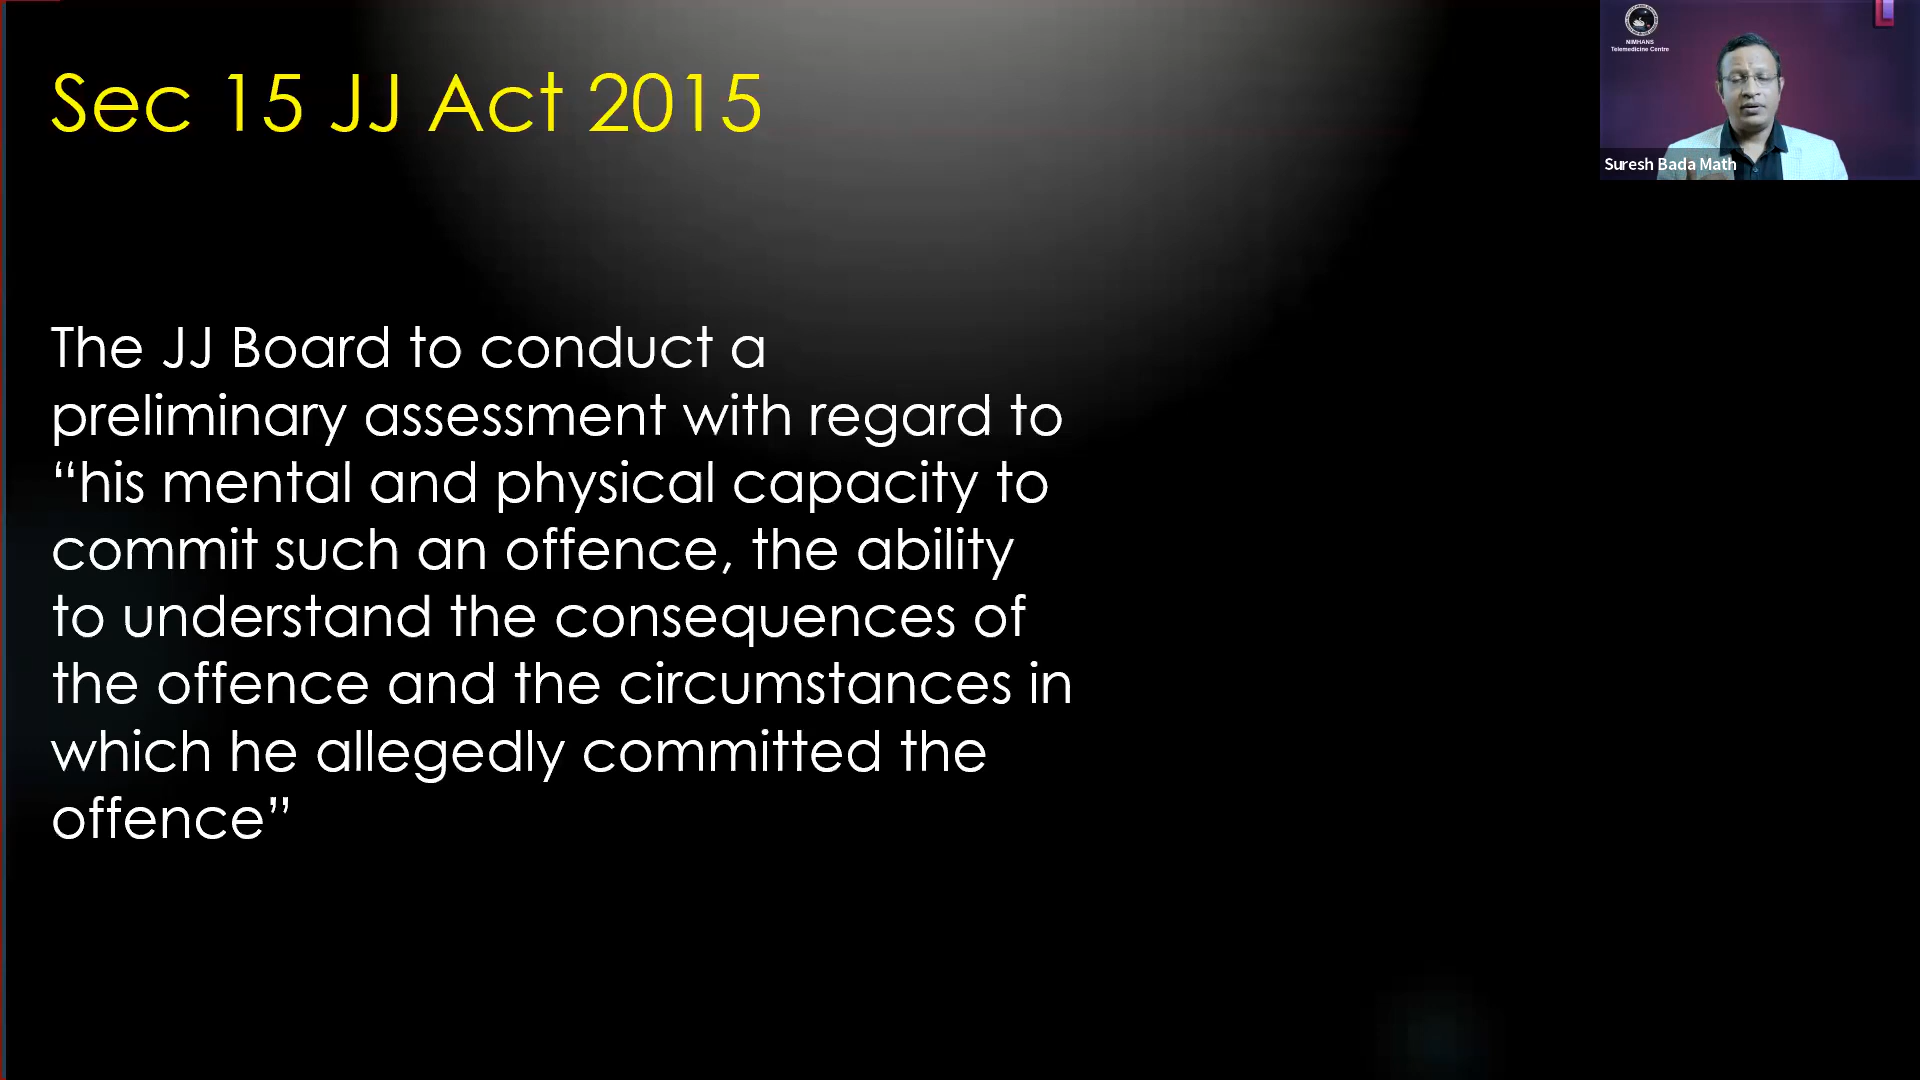 Sec 15 JJ Act 2015
The JJ Board to conduct a
preliminary assessment with regard to
“his mental and physical capacity to
commit such an offence, the ability
to understand the consequences of
the offence and the circumstances in
which he allegedly committed the
offence”
NIMHANS
Telemedicine Centre
Suresh Bada Math